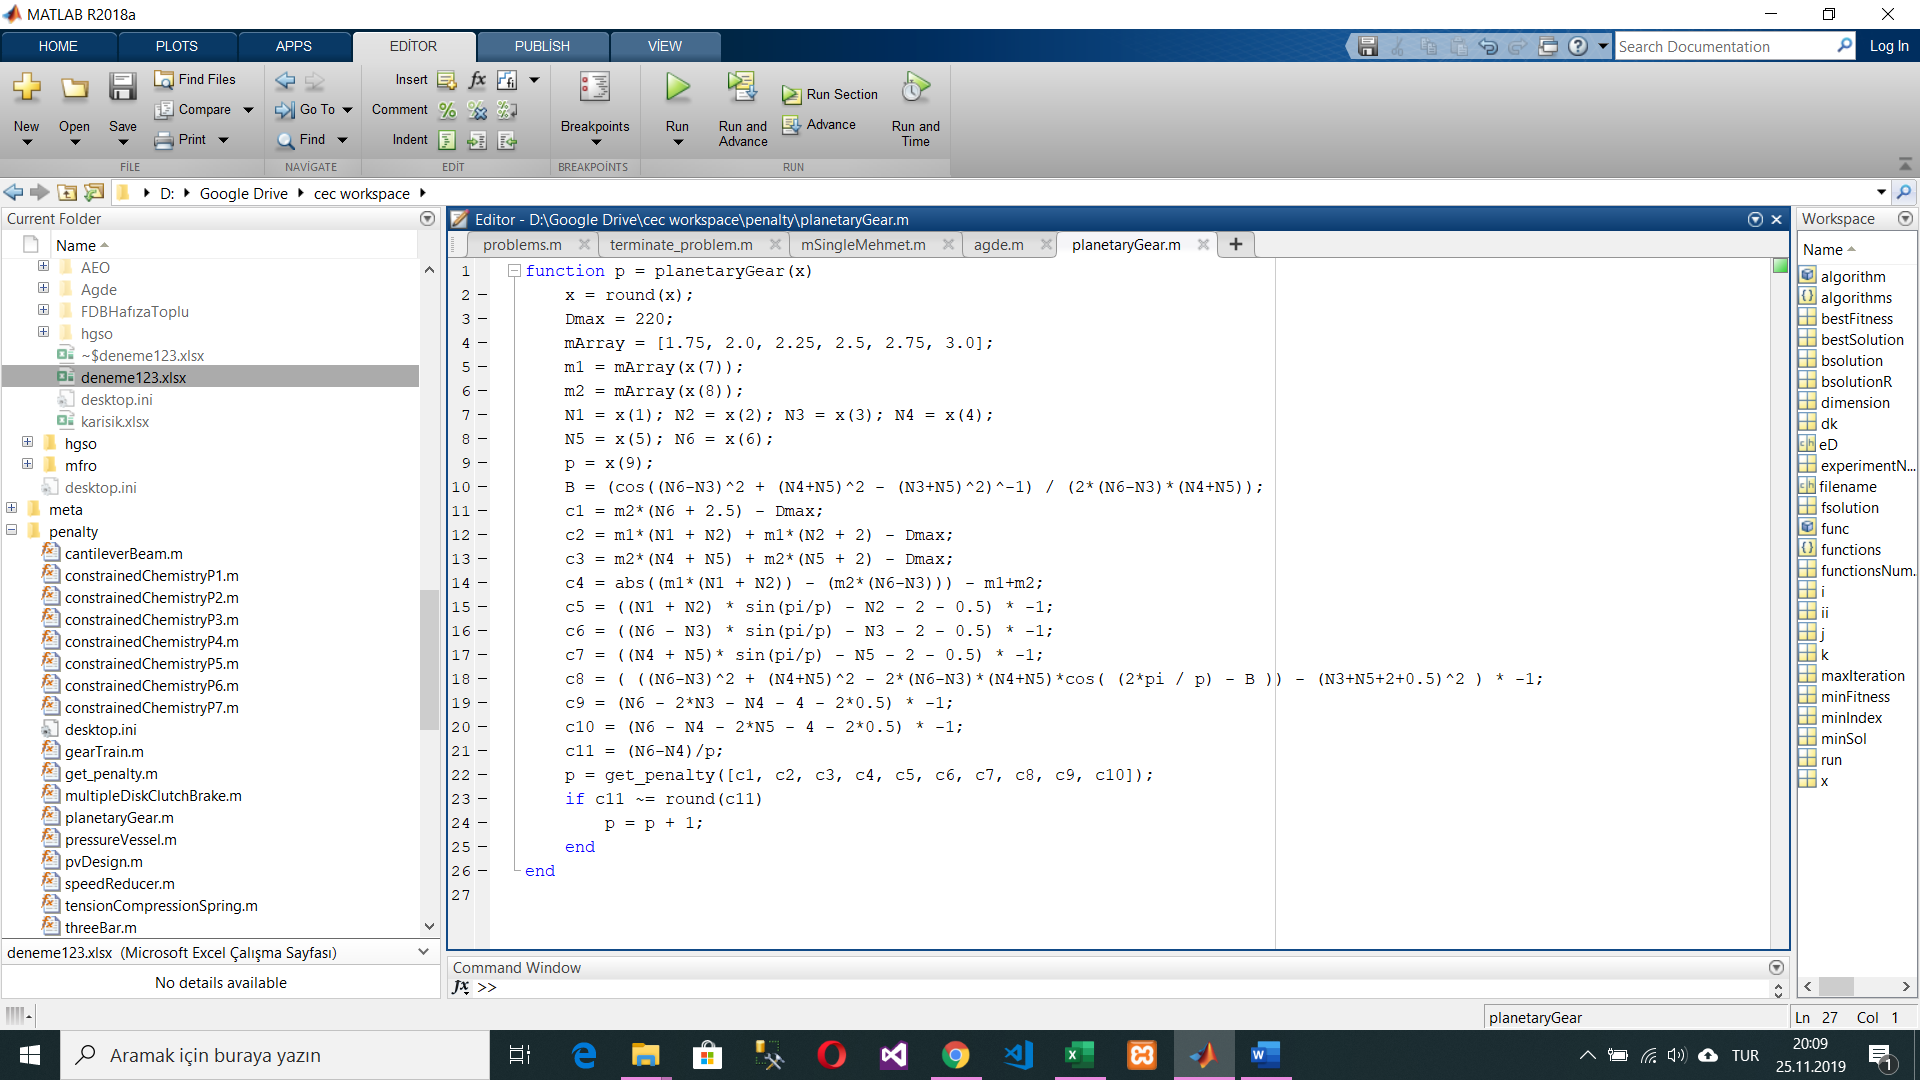 MATLAB R2018a
HOME PLOTS APPS EDİTOR PUBLİSH VİEW
Search Documentation Log In
New Open Save Find Files Compare Print
Go To Find
Insert Comment Indent
Breakpoints
Run Run and Advance Run Section Advance Run and Time
FİLE NAVİGATE EDİT BREAKPOİNTS RUN
D: Google Drive cec workspace
Current Folder
Name
AEO
Agde
FDBHafızaToplu
hgso
~$deneme123.xlsx
deneme123.xlsx
desktop.ini
karisik.xlsx
hgso
mfro
desktop.ini
meta
penalty
cantileverBeam.m
constrainedChemistryP1.m
constrainedChemistryP2.m
constrainedChemistryP3.m
constrainedChemistryP4.m
constrainedChemistryP5.m
constrainedChemistryP6.m
constrainedChemistryP7.m
desktop.ini
gearTrain.m
get_penalty.m
multipleDiskClutchBrake.m
planetaryGear.m
pressureVessel.m
pvDesign.m
speedReducer.m
tensionCompressionSpring.m
threeBar.m
deneme123.xlsx (Microsoft Excel Çalışma Sayfası)
No details available
Editor - D:\Google Drive\cec workspace\penalty\planetaryGear.m
problems.m terminate_problem.m mSingleMehmet.m agde.m planetaryGear.m
1 function p = planetaryGear(x)
2 x = round(x);
3 Dmax = 220;
4 mArray = [1.75, 2.0, 2.25, 2.5, 2.75, 3.0];
5 m1 = mArray(x(7));
6 m2 = mArray(x(8));
7 N1 = x(1); N2 = x(2); N3 = x(3); N4 = x(4);
8 N5 = x(5); N6 = x(6);
9 p = x(9);
10 B = (cos((N6-N3)^2 + (N4+N5)^2 - (N3+N5)^2)^-1) / (2*(N6-N3)*(N4+N5));
11 c1 = m2*(N6 + 2.5) - Dmax;
12 c2 = m1*(N1 + N2) + m1*(N2 + 2) - Dmax;
13 c3 = m2*(N4 + N5) + m2*(N5 + 2) - Dmax;
14 c4 = abs((m1*(N1 + N2)) - (m2*(N6-N3))) - m1+m2;
15 c5 = ((N1 + N2) * sin(pi/p) - N2 - 2 - 0.5) * -1;
16 c6 = ((N6 - N3) * sin(pi/p) - N3 - 2 - 0.5) * -1;
17 c7 = ((N4 + N5)* sin(pi/p) - N5 - 2 - 0.5) * -1;
18 c8 = ( ((N6-N3)^2 + (N4+N5)^2 - 2*(N6-N3)*(N4+N5)*cos( (2*pi / p) - B )) - (N3+N5+2+0.5)^2 ) * -1;
19 c9 = (N6 - 2*N3 - N4 - 4 - 2*0.5) * -1;
20 c10 = (N6 - N4 - 2*N5 - 4 - 2*0.5) * -1;
21 c11 = (N6-N4)/p;
22 p = get_penalty([c1, c2, c3, c4, c5, c6, c7, c8, c9, c10]);
23 if c11 ~= round(c11)
24 p = p + 1;
25 end
26 end
27
Command Window
fx >>
Workspace
Name
algorithm
algorithms
bestFitness
bestSolution
bsolution
bsolutionR
dimension
dk
eD
experimentN...
filename
fsolution
func
functions
functionsNum...
i
ii
j
k
maxIteration
minFitness
minIndex
minSol
run
x
planetaryGear
Ln 27 Col 1
Aramak için buraya yazın
TUR
20:09
25.11.2019
1